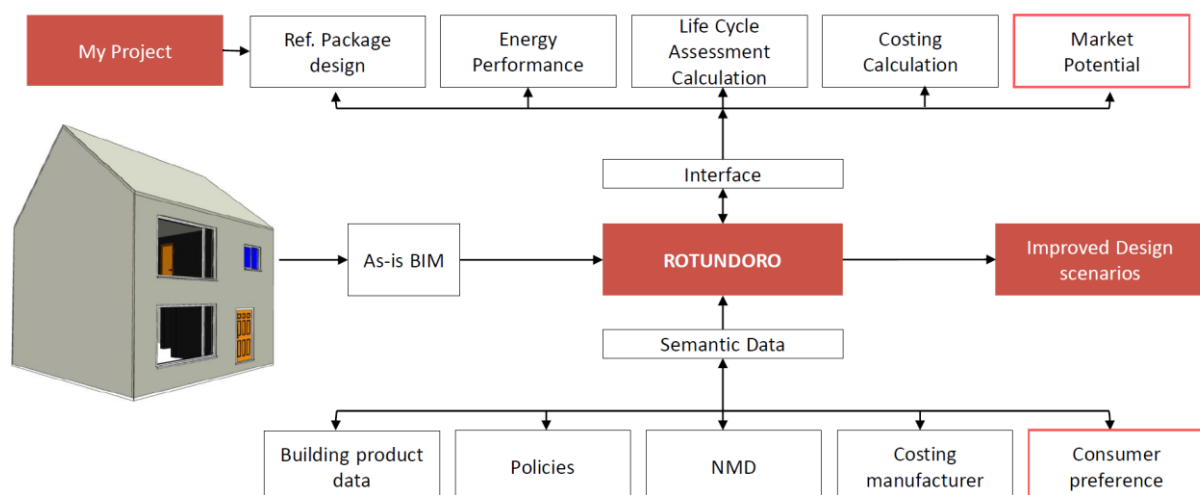 My Project
Ref. Package
design
Energy
Performance
Life Cycle
Assessment
Calculation
Costing
Calculation
Market
Potential
Interface
As-is BIM
ROTUNDORO
Improved Design
scenarios
Semantic Data
Building product
data
Policies
NMD
Costing
manufacturer
Consumer
preference